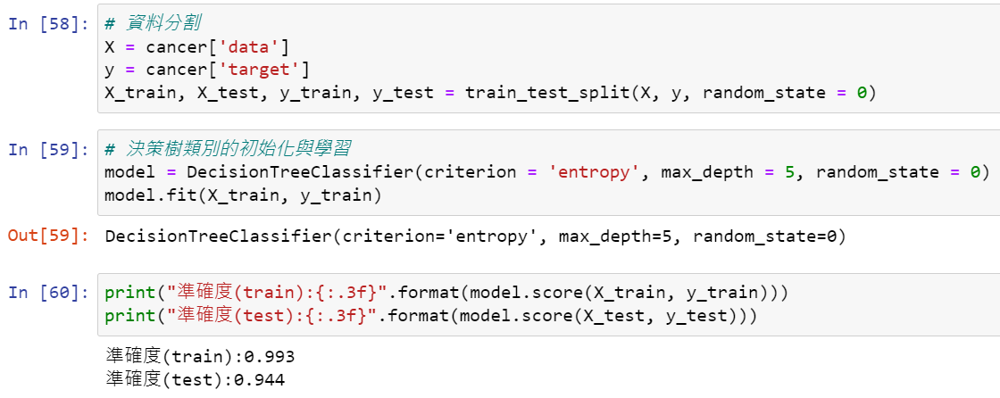 In [58]: # 資料分割
X = cancer['data']
y = cancer['target']
X_train, X_test, y_train, y_test = train_test_split(X, y, random_state = 0)
In [59]: # 決策樹類別的初始化與學習
model = DecisionTreeClassifier(criterion = 'entropy', max_depth = 5, random_state = 0)
model.fit(X_train, y_train)
Out[59]: DecisionTreeClassifier(criterion='entropy', max_depth=5, random_state=0)
In [60]: print("準確度(train):{:.3f}".format(model.score(X_train, y_train)))
print("準確度(test):{:.3f}".format(model.score(X_test, y_test)))
準確度(train):0.993
準確度(test):0.944